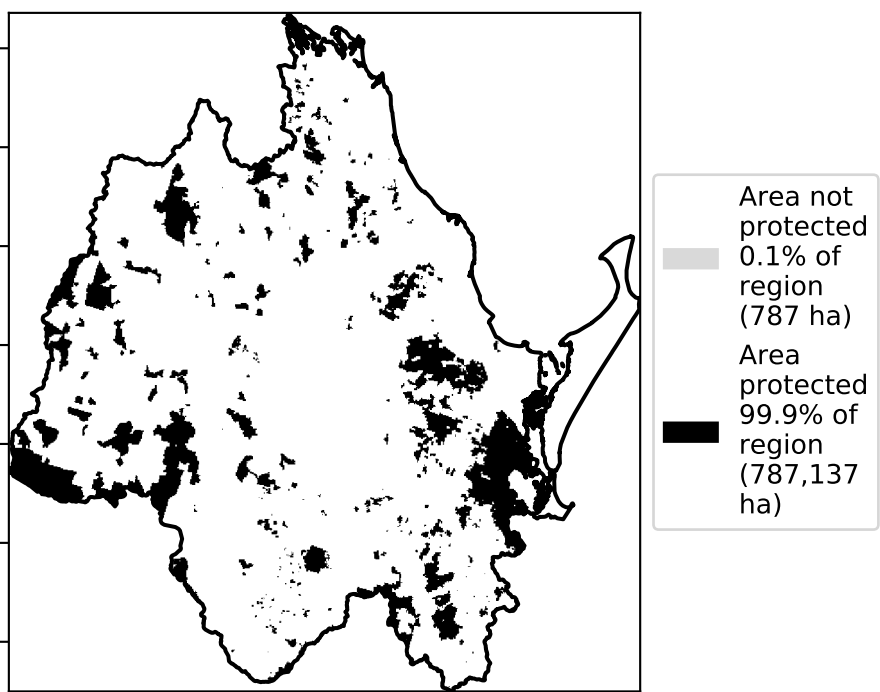 Area not
protected
0.1% of
region
(787 ha)
Area
protected
99.9% of
region
(787,137
ha)